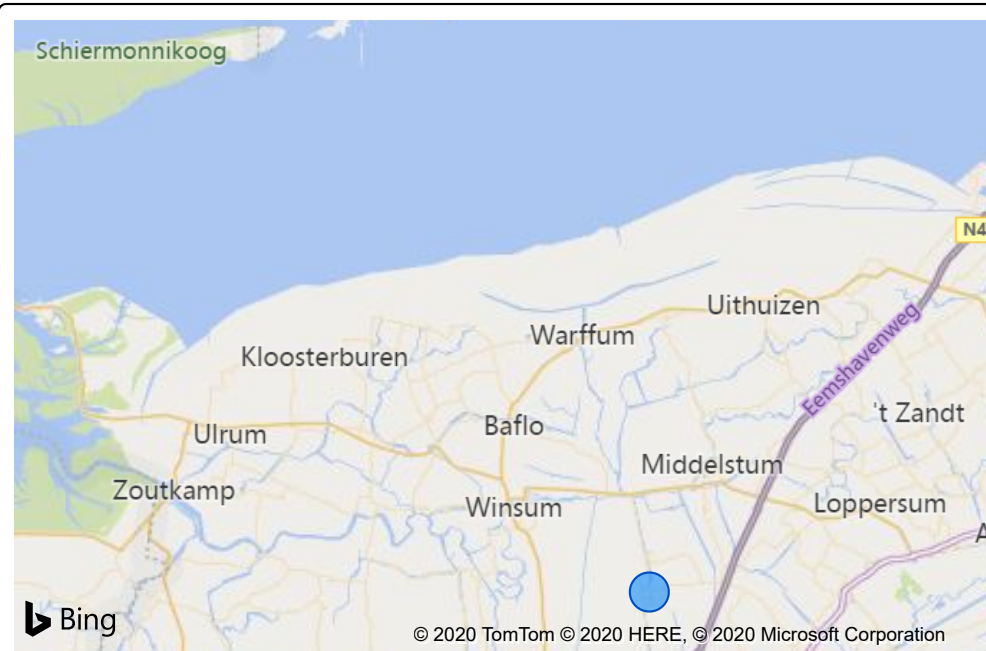 Schiermonnikoog
N4
Uithuizen
Warffum
Kloosterburen
Eemshavenweg
't Zandt
Baflo
Ulrum
Middelstum
Zoutkamp
Winsum
Loppersum
A
Bing
© 2020 TomTom © 2020 HERE, © 2020 Microsoft Corporation